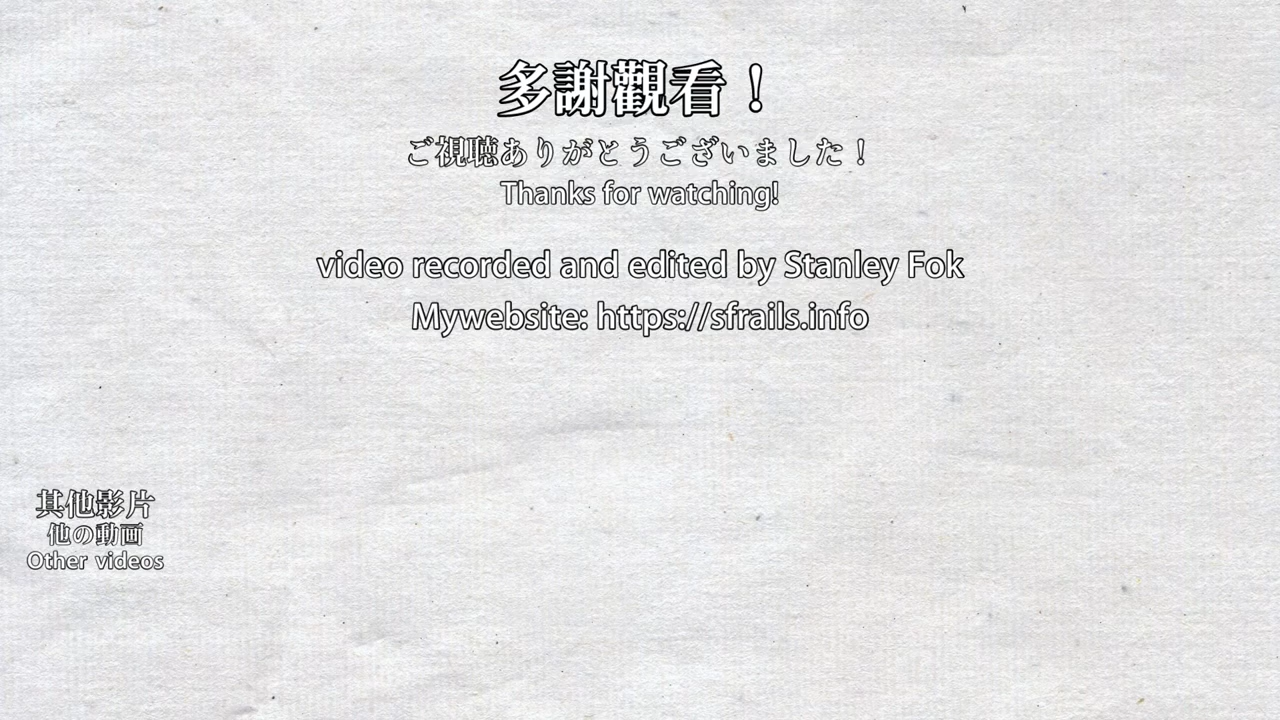 多謝觀看！
ご視聴ありがとうございました！
Thanks for watching!
video recorded and edited by Stanley Fok
Mywebsite: https://sfrails.info
其他影片
他の動画
Other videos